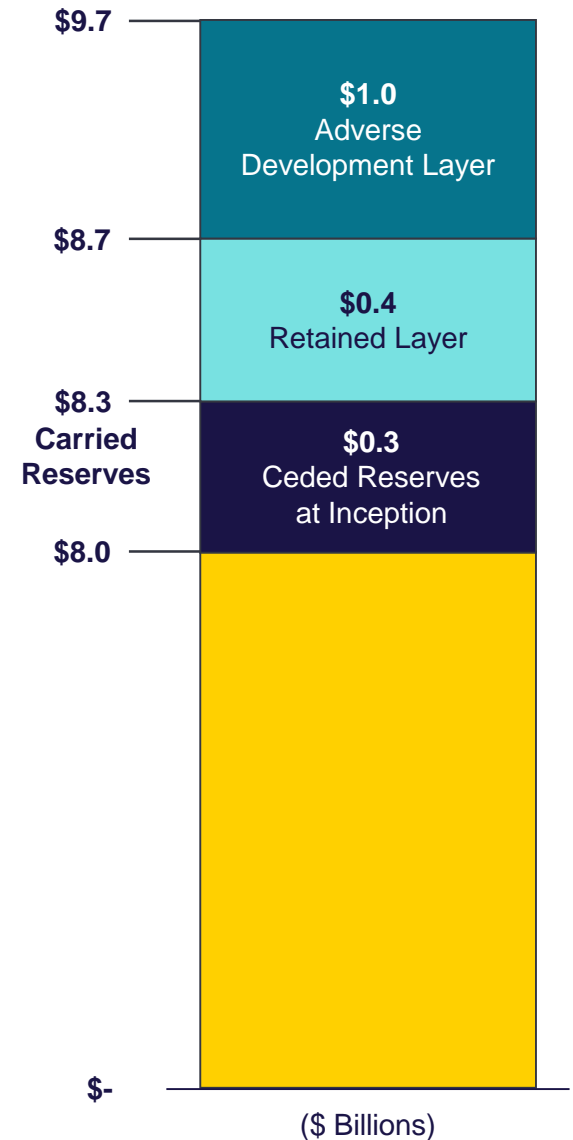 $9.7
$1.0
Adverse
Development Layer
$8.7
$0.4
Retained Layer
$8.3
Carried
Reserves
$0.3
Ceded Reserves
at Inception
$8.0
$-
($ Billions)